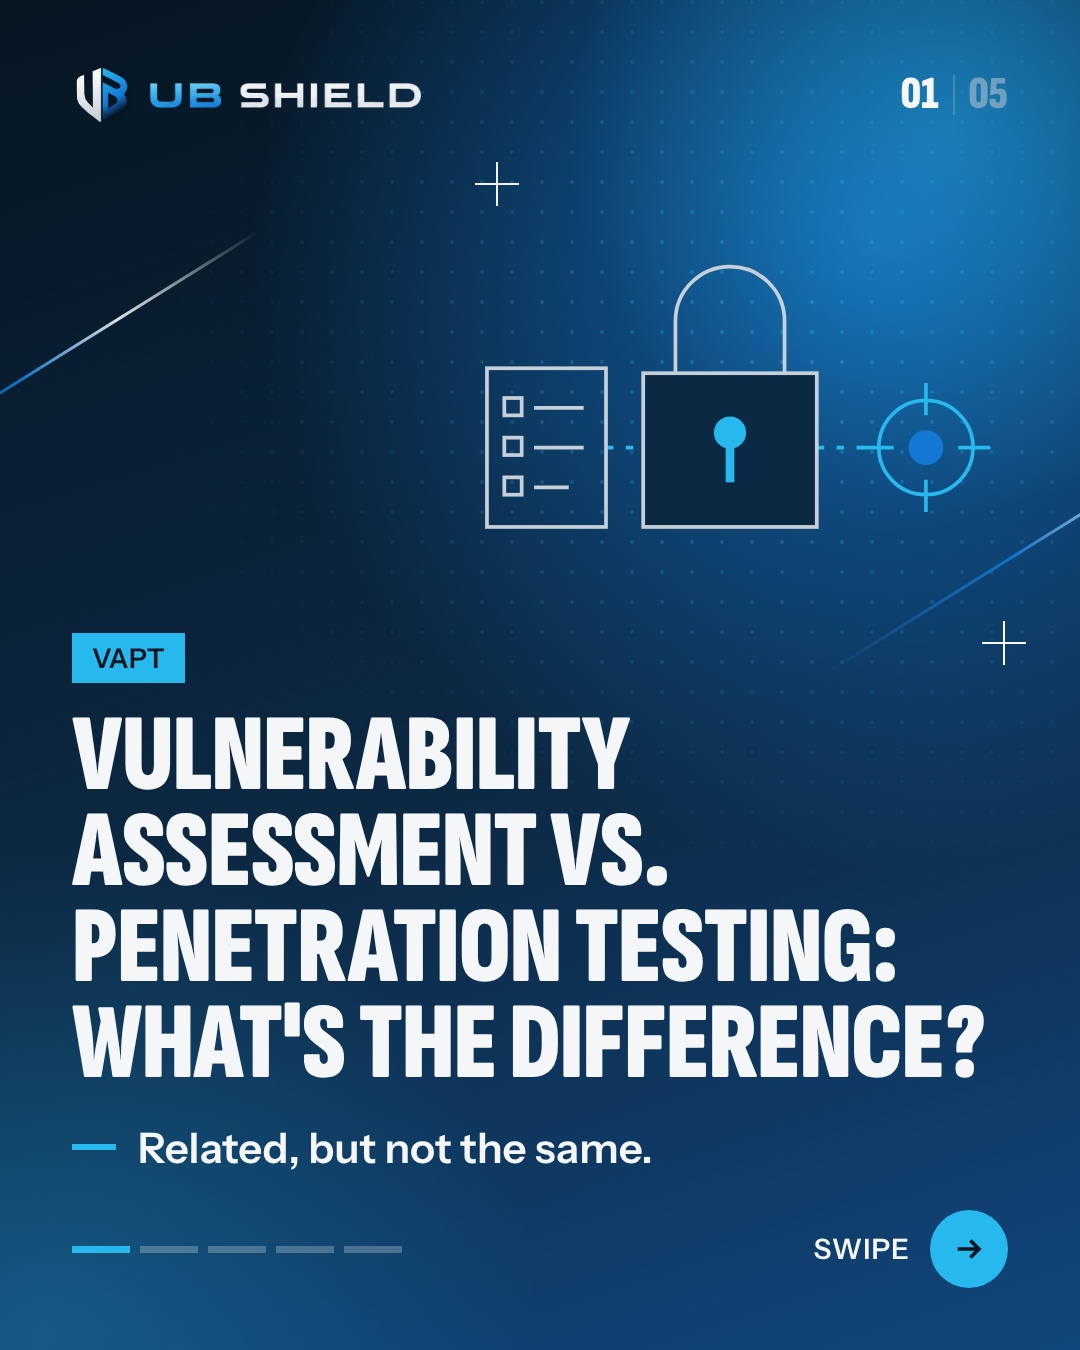 UB SHIELD
01 | 05
VAPT
VULNERABILITY
ASSESSMENT VS.
PENETRATION TESTING:
WHAT'S THE DIFFERENCE?
Related, but not the same.
SWIPE